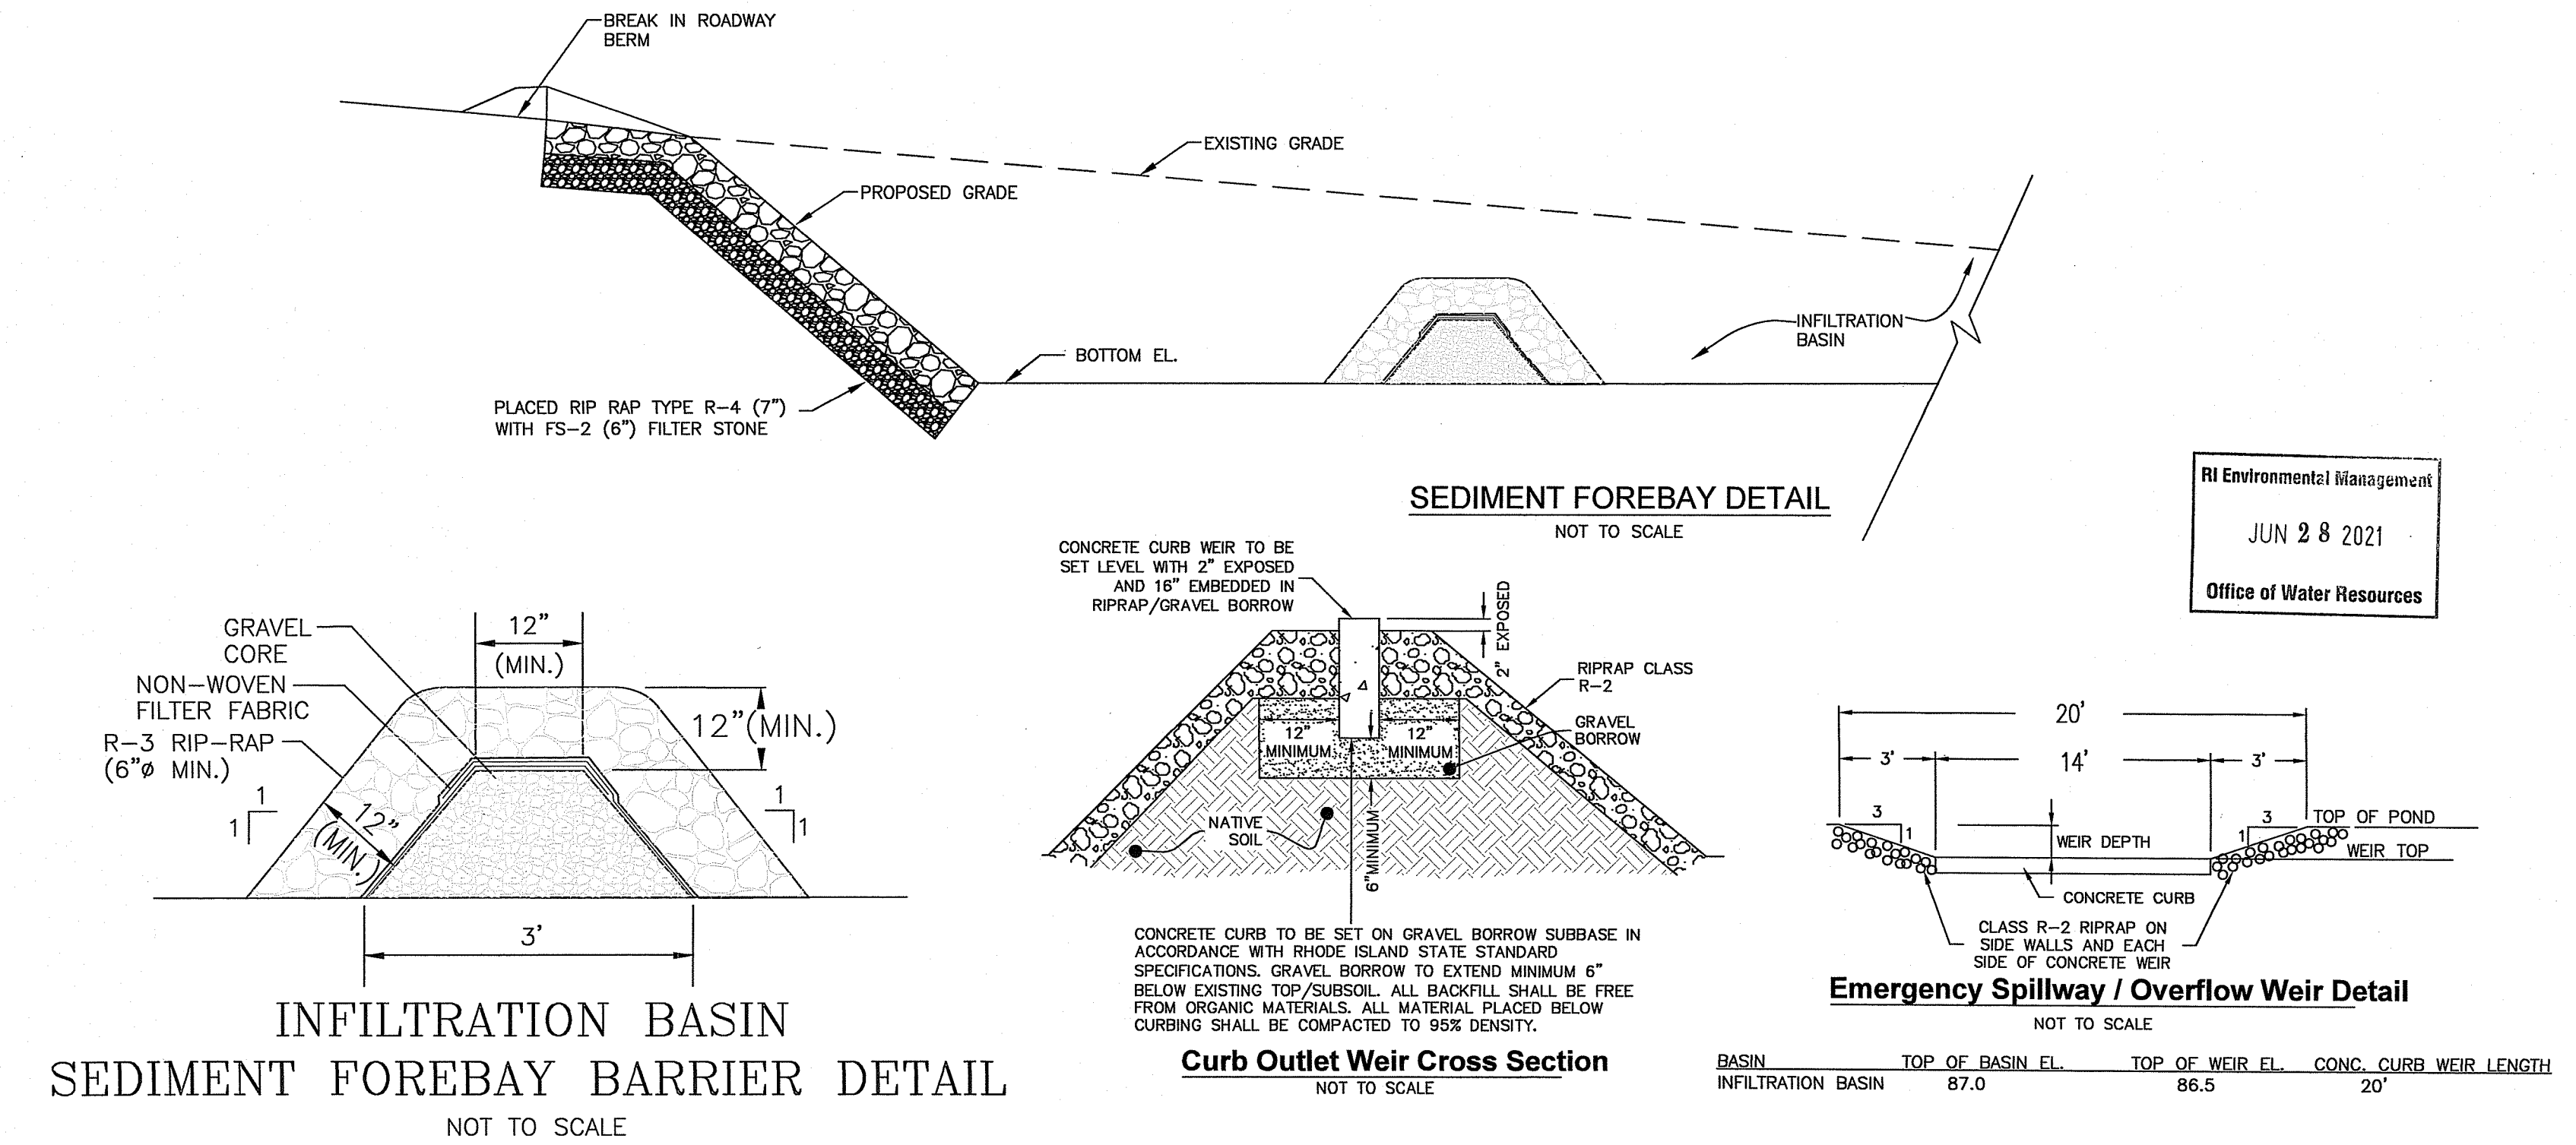 BREAK IN ROADWAY
BERM
EXISTING GRADE
PROPOSED GRADE
INFILTRATION
BASIN
BOTTOM EL.
PLACED RIP RAP TYPE R-4 (7")
WITH FS-2 (6") FILTER STONE
SEDIMENT FOREBAY DETAIL
NOT TO SCALE
RI Environmental Management
JUN 28 2021
Office of Water Resources
GRAVEL
CORE
NON-WOVEN
FILTER FABRIC
R-3 RIP-RAP
(6"ø MIN.)
12"
(MIN.)
12"(MIN.)
1
1
12"
(MIN.)
1
1
3'
INFILTRATION BASIN
SEDIMENT FOREBAY BARRIER DETAIL
NOT TO SCALE
CONCRETE CURB WEIR TO BE
SET LEVEL WITH 2" EXPOSED
AND 16" EMBEDDED IN
RIPRAP/GRAVEL BORROW
2" EXPOSED
RIPRAP CLASS
R-2
GRAVEL
BORROW
12"
MINIMUM
12"
MINIMUM
NATIVE
SOIL
6"MINIMUM
CONCRETE CURB TO BE SET ON GRAVEL BORROW SUBBASE IN
ACCORDANCE WITH RHODE ISLAND STATE STANDARD
SPECIFICATIONS. GRAVEL BORROW TO EXTEND MINIMUM 6"
BELOW EXISTING TOP/SUBSOIL. ALL BACKFILL SHALL BE FREE
FROM ORGANIC MATERIALS. ALL MATERIAL PLACED BELOW
CURBING SHALL BE COMPACTED TO 95% DENSITY.
Curb Outlet Weir Cross Section
NOT TO SCALE
20'
3'
14'
3'
3
1
3
1
TOP OF POND
WEIR DEPTH
WEIR TOP
CONCRETE CURB
CLASS R-2 RIPRAP ON
SIDE WALLS AND EACH
SIDE OF CONCRETE WEIR
Emergency Spillway / Overflow Weir Detail
NOT TO SCALE
BASIN TOP OF BASIN EL. TOP OF WEIR EL. CONC. CURB WEIR LENGTH
INFILTRATION BASIN 87.0 86.5 20'